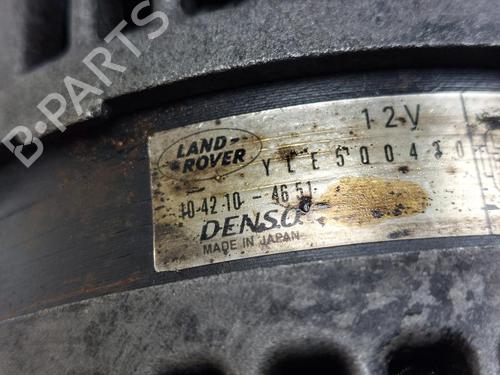 B-PARTS
LAND-
ROVER
12V
YLE500430
104210-4651
DENSO
MADE IN JAPAN